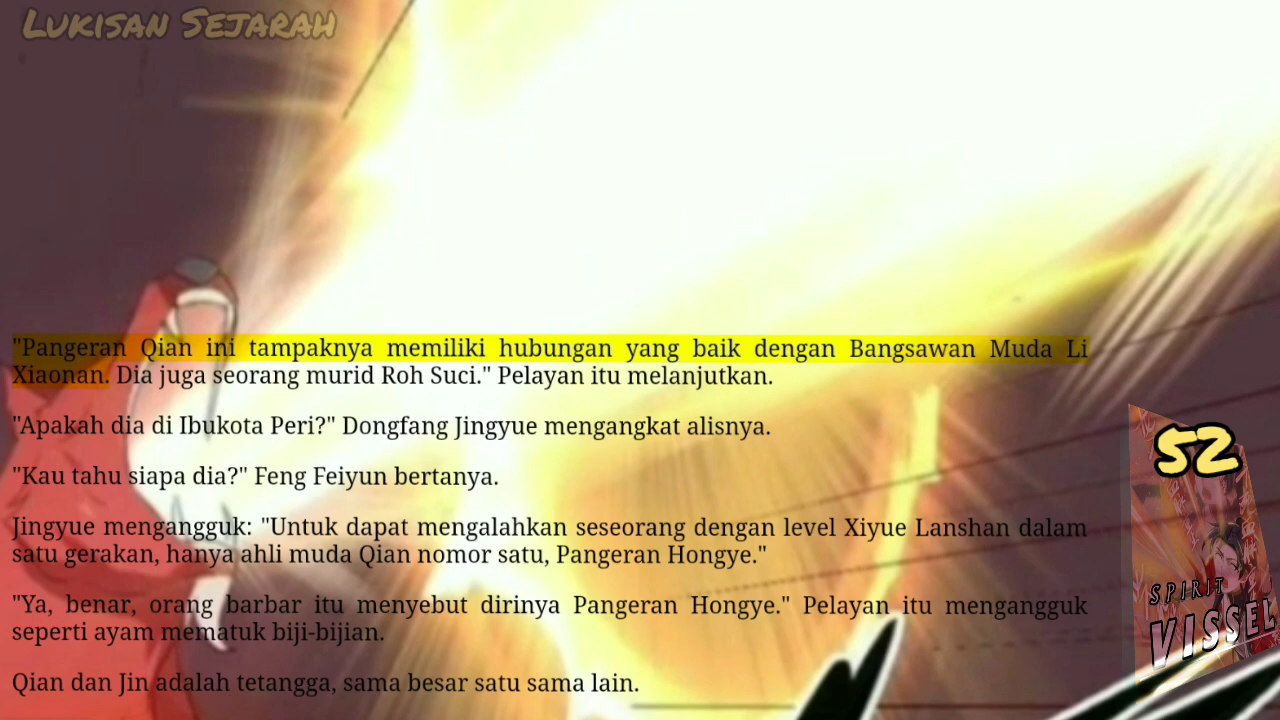 Lukisan Sejarah
"Pangeran Qian ini tampaknya memiliki hubungan yang baik dengan Bangsawan Muda Li
Xiaonan. Dia juga seorang murid Roh Suci." Pelayan itu melanjutkan.
"Apakah dia di Ibukota Peri?" Dongfang Jingyue mengangkat alisnya.
"Kau tahu siapa dia?" Feng Feiyun bertanya.
Jingyue mengangguk: "Untuk dapat mengalahkan seseorang dengan level Xiyue Lanshan dalam
satu gerakan, hanya ahli muda Qian nomor satu, Pangeran Hongye."
"Ya, benar, orang barbar itu menyebut dirinya Pangeran Hongye." Pelayan itu mengangguk
seperti ayam mematuk biji-bijian.
Qian dan Jin adalah tetangga, sama besar satu sama lain.
52
SPIRIT
VISSEL